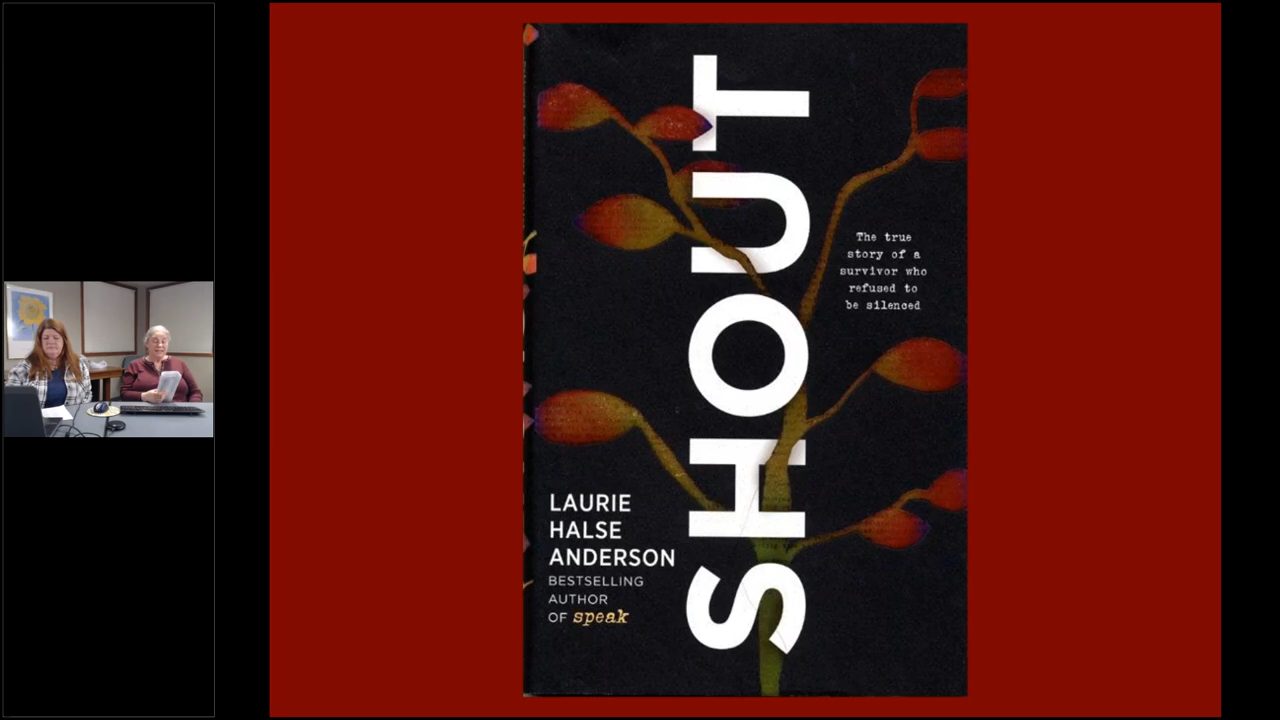 SHOUT
The true
story of a
survivor who
refused to
be silenced
LAURIE
HALSE
ANDERSON
BESTSELLING
AUTHOR
OF speak